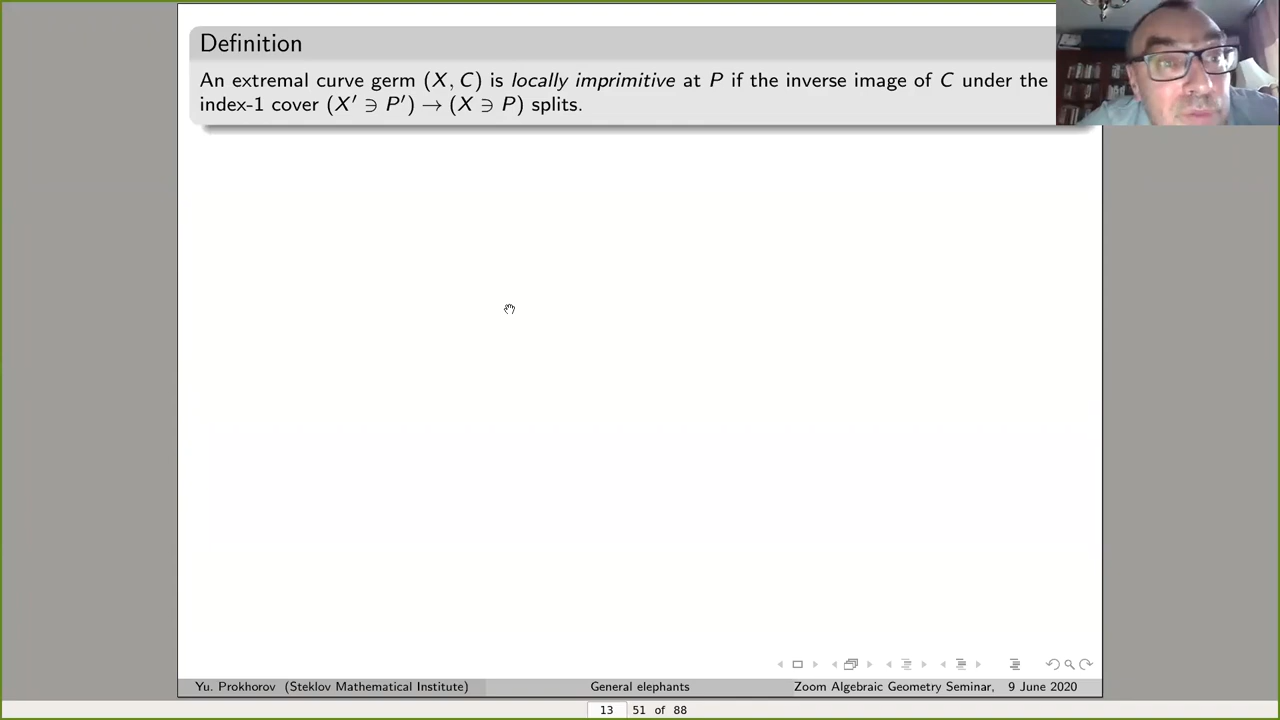 Definition
An extremal curve germ (X, C) is locally imprimitive at P if the inverse image of C under the
index-1 cover (X′ ∋ P′) → (X ∋ P) splits.
Yu. Prokhorov (Steklov Mathematical Institute) General elephants Zoom Algebraic Geometry Seminar, 9 June 2020
13 51 of 88